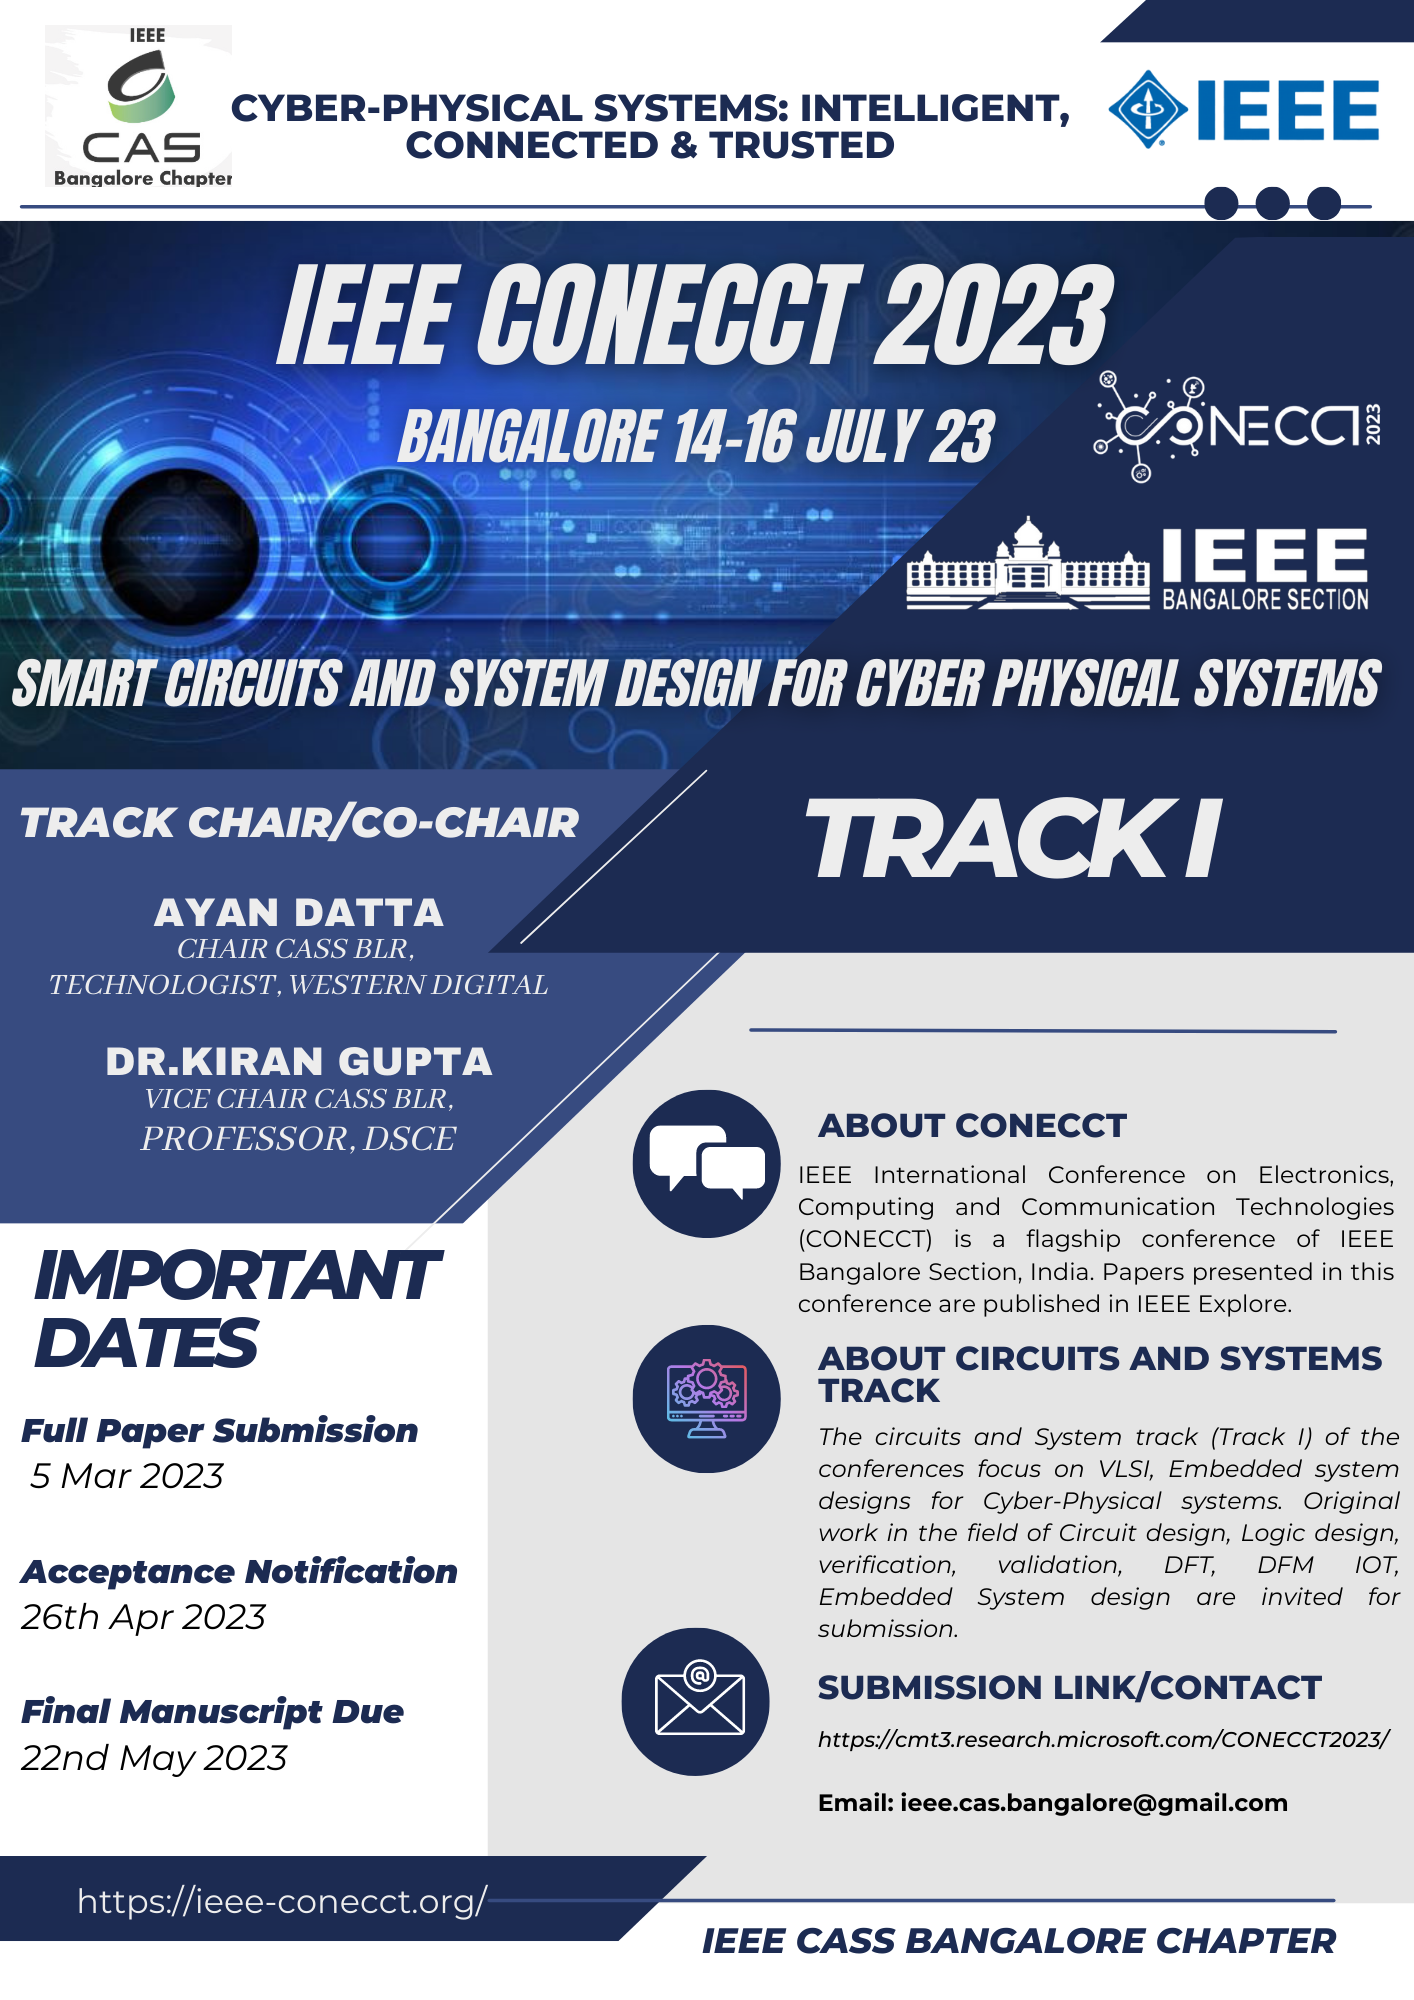 IEEE
CAS
Bangalore Chapter
CYBER-PHYSICAL SYSTEMS: INTELLIGENT,
CONNECTED & TRUSTED
IEEE
IEEE CONECCT 2023
BANGALORE 14-16 JULY 23
CONECCT 2023
IEEE
BANGALORE SECTION
SMART CIRCUITS AND SYSTEM DESIGN FOR CYBER PHYSICAL SYSTEMS
TRACK CHAIR/CO-CHAIR
AYAN DATTA
CHAIR CASS BLR,
TECHNOLOGIST, WESTERN DIGITAL
DR.KIRAN GUPTA
VICE CHAIR CASS BLR,
PROFESSOR, DSCE
TRACK I
IMPORTANT
DATES
Full Paper Submission
5 Mar 2023
Acceptance Notification
26th Apr 2023
Final Manuscript Due
22nd May 2023
ABOUT CONECCT
IEEE International Conference on Electronics,
Computing and Communication Technologies
(CONECCT) is a flagship conference of IEEE
Bangalore Section, India. Papers presented in this
conference are published in IEEE Explore.
ABOUT CIRCUITS AND SYSTEMS
TRACK
The circuits and System track (Track I) of the
conferences focus on VLSI, Embedded system
designs for Cyber-Physical systems. Original
work in the field of Circuit design, Logic design,
verification, validation, DFT, DFM IOT,
Embedded System design are invited for
submission.
SUBMISSION LINK/CONTACT
https://cmt3.research.microsoft.com/CONECCT2023/
Email: ieee.cas.bangalore@gmail.com
https://ieee-conecct.org/
IEEE CASS BANGALORE CHAPTER